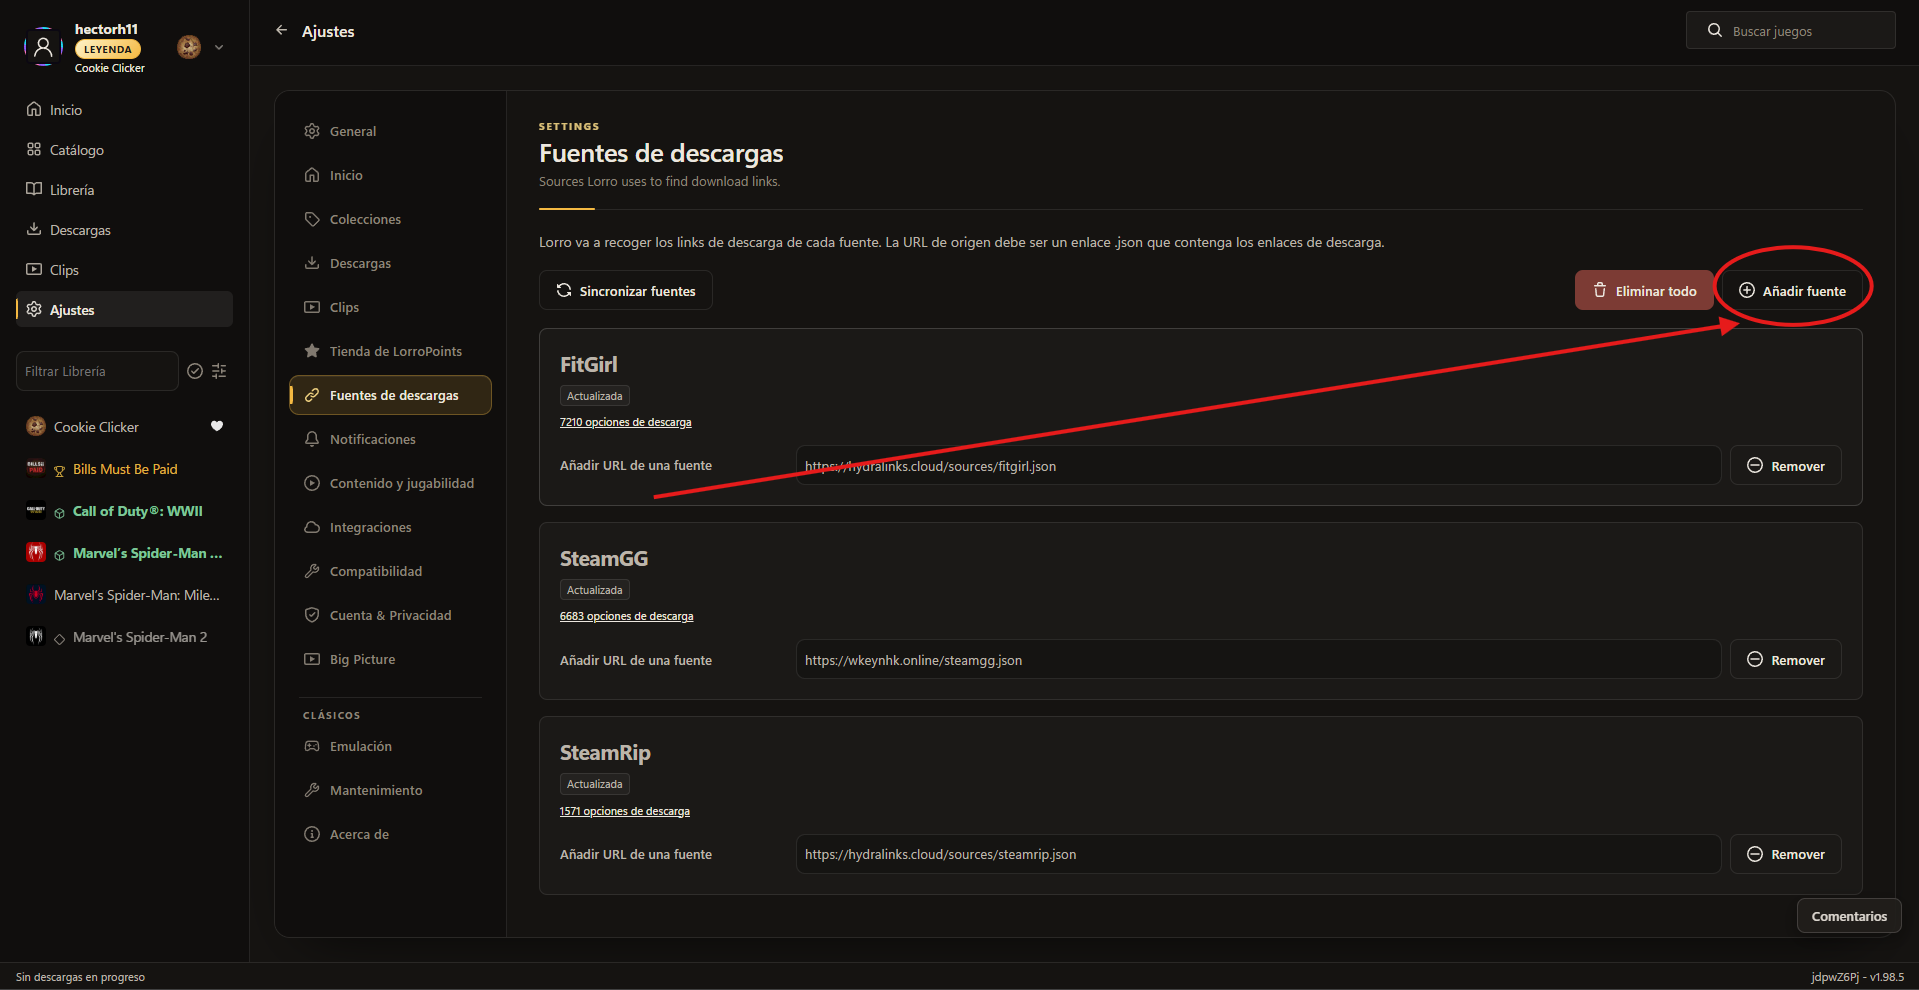 hectorh11
LEYENDA
Cookie Clicker
Inicio
Catálogo
Librería
Descargas
Clips
Ajustes
Filtrar Librería
Cookie Clicker
Bills Must Be Paid
Call of Duty®: WWII
Marvel's Spider-Man ...
Marvel's Spider-Man: Mile...
Marvel's Spider-Man 2
Ajustes
Buscar juegos
General
Inicio
Colecciones
Descargas
Clips
Tienda de LorroPoints
Fuentes de descargas
Notificaciones
Contenido y jugabilidad
Integraciones
Compatibilidad
Cuenta & Privacidad
Big Picture
CLÁSICOS
Emulación
Mantenimiento
Acerca de
SETTINGS
Fuentes de descargas
Sources Lorro uses to find download links.
Lorro va a recoger los links de descarga de cada fuente. La URL de origen debe ser un enlace .json que contenga los enlaces de descarga.
Sincronizar fuentes
Eliminar todo
Añadir fuente
FitGirl
Actualizada
7210 opciones de descarga
Añadir URL de una fuente
https://hydralinks.cloud/sources/fitgirl.json
Remover
SteamGG
Actualizada
6683 opciones de descarga
Añadir URL de una fuente
https://wkeynhk.online/steamgg.json
Remover
SteamRip
Actualizada
1571 opciones de descarga
Añadir URL de una fuente
https://hydralinks.cloud/sources/steamrip.json
Remover
Comentarios
Sin descargas en progreso
jdpwZ6Pj - v1.98.5